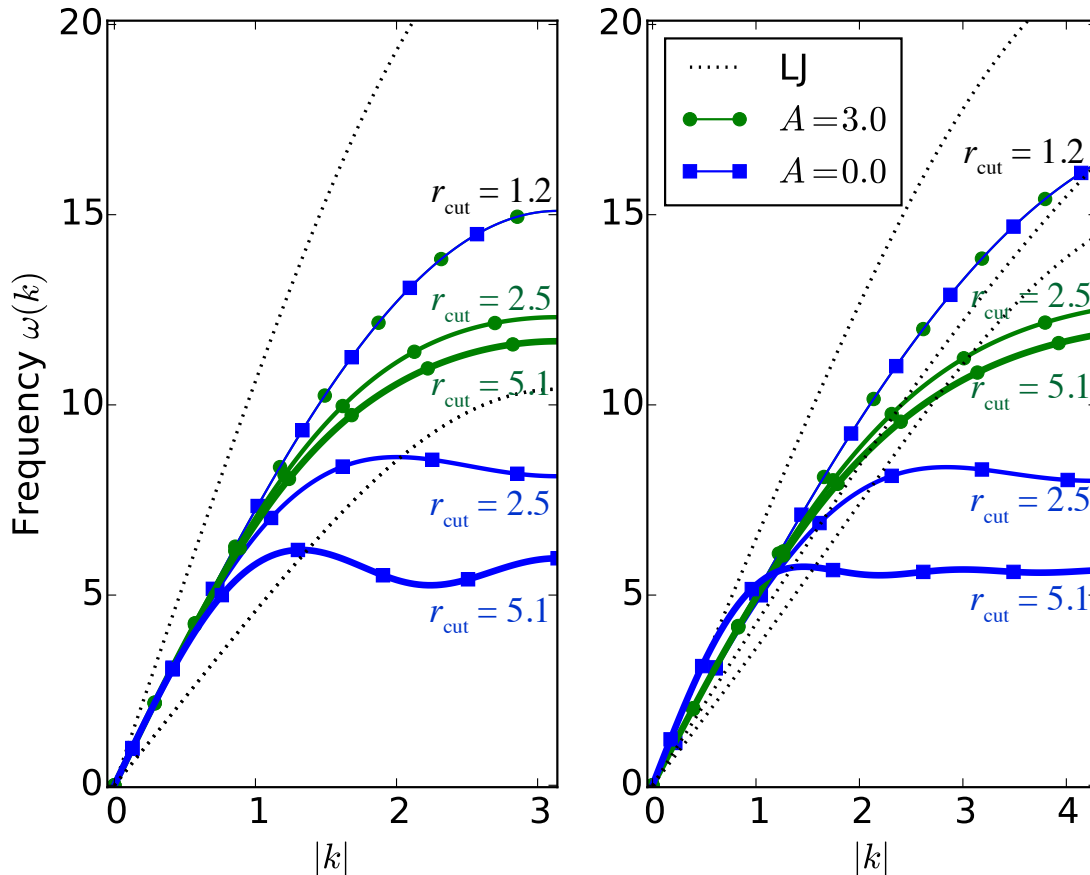 20
15
10
5
0
0 1 2 3
Frequency ω(k)
|k|
r_cut = 1.2
r_cut = 2.5
r_cut = 5.1
r_cut = 2.5
r_cut = 5.1
20
15
10
5
0
0 1 2 3 4
|k|
LJ
A = 3.0
A = 0.0
r_cut = 1.2
r_cut = 2.5
r_cut = 5.1
r_cut = 2.5
r_cut = 5.1